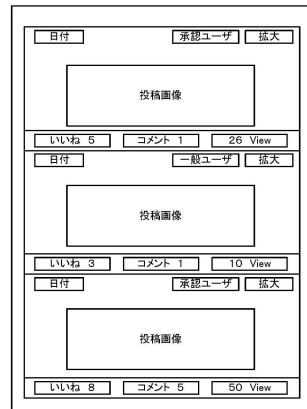 日付 承認ユーザ 拡大
投稿画像
いいね 5 コメント 1 26 View
日付 一般ユーザ 拡大
投稿画像
いいね 3 コメント 1 10 View
日付 承認ユーザ 拡大
投稿画像
いいね 8 コメント 5 50 View